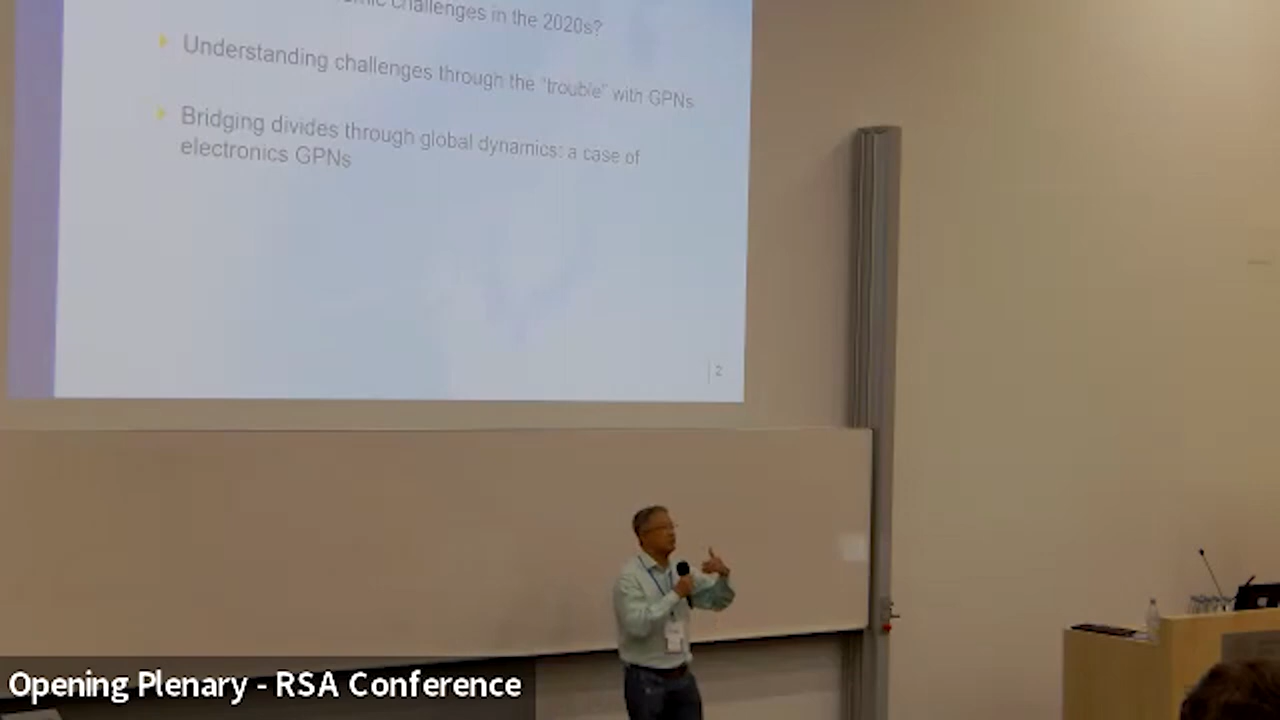 challenges in the 2020s?
Understanding challenges through the "trouble" with GPNs
Bridging divides through global dynamics: a case of
electronics GPNs
2
Opening Plenary - RSA Conference